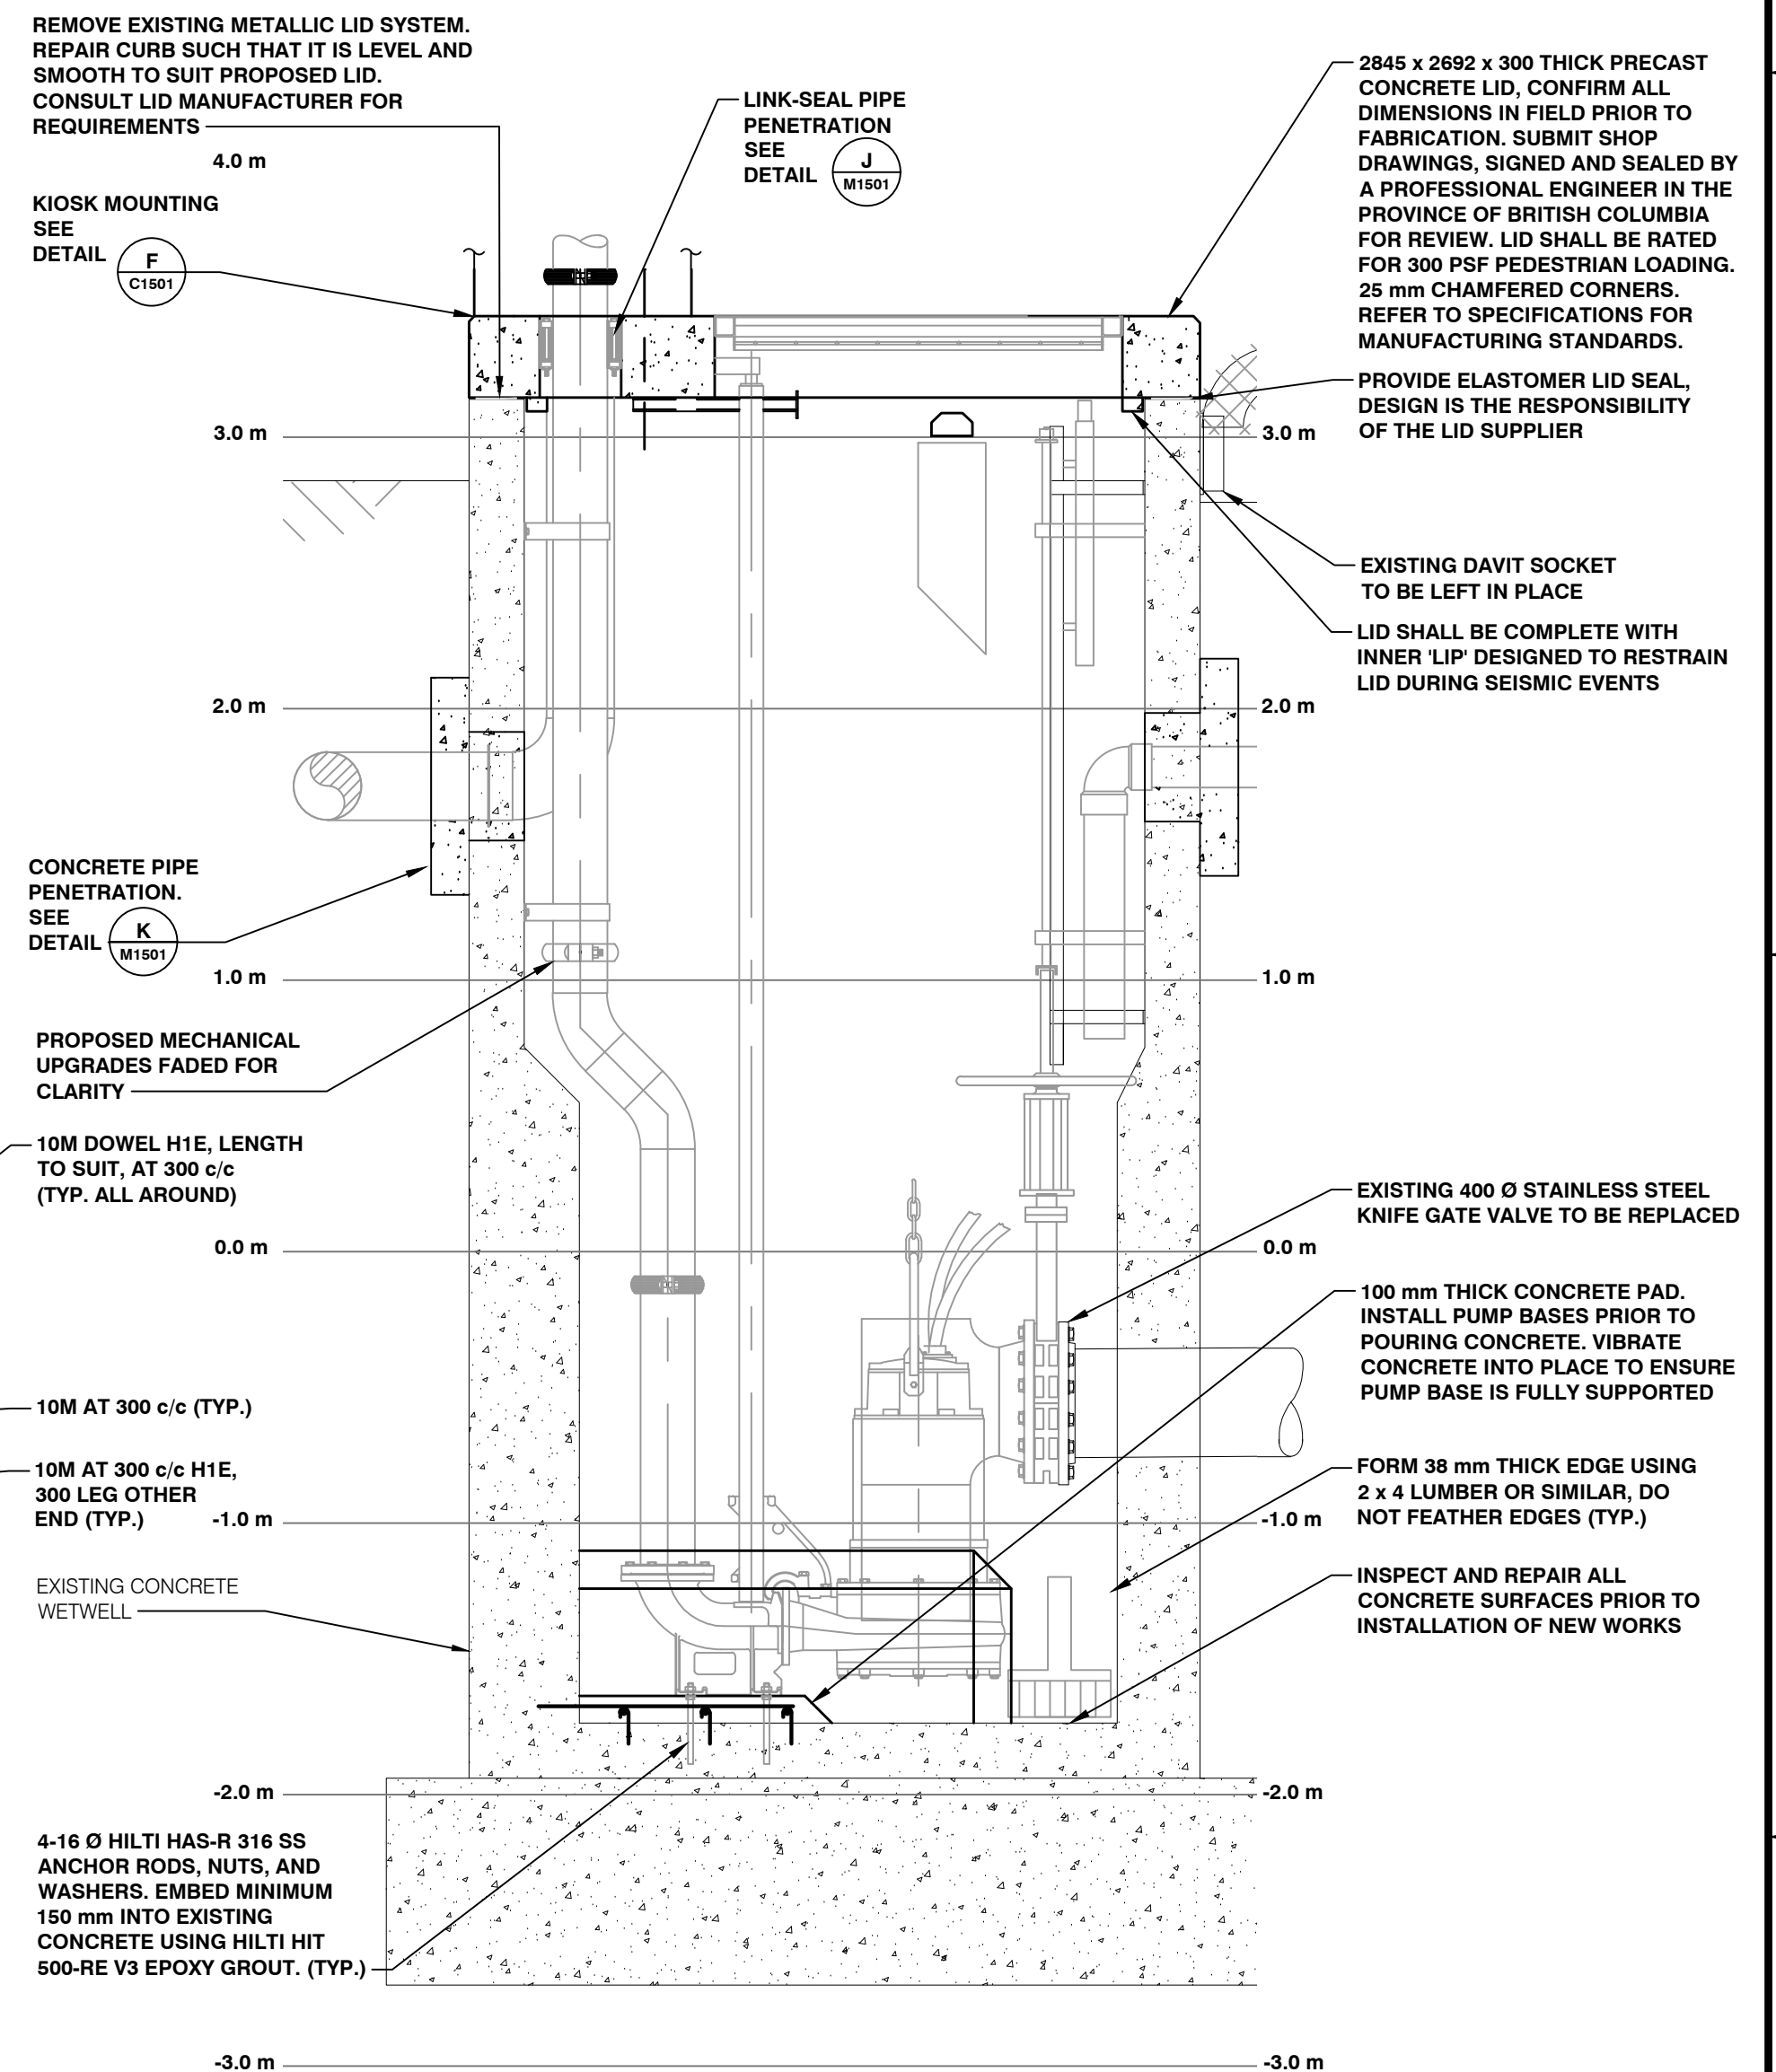 REMOVE EXISTING METALLIC LID SYSTEM.
REPAIR CURB SUCH THAT IT IS LEVEL AND
SMOOTH TO SUIT PROPOSED LID.
CONSULT LID MANUFACTURER FOR
REQUIREMENTS
4.0 m
KIOSK MOUNTING
SEE
DETAIL
F
C1501
LINK-SEAL PIPE
PENETRATION
SEE
DETAIL
J
M1501
2845 x 2692 x 300 THICK PRECAST
CONCRETE LID, CONFIRM ALL
DIMENSIONS IN FIELD PRIOR TO
FABRICATION. SUBMIT SHOP
DRAWINGS, SIGNED AND SEALED BY
A PROFESSIONAL ENGINEER IN THE
PROVINCE OF BRITISH COLUMBIA
FOR REVIEW. LID SHALL BE RATED
FOR 300 PSF PEDESTRIAN LOADING.
25 mm CHAMFERED CORNERS.
REFER TO SPECIFICATIONS FOR
MANUFACTURING STANDARDS.
PROVIDE ELASTOMER LID SEAL,
DESIGN IS THE RESPONSIBILITY
OF THE LID SUPPLIER
3.0 m
3.0 m
EXISTING DAVIT SOCKET
TO BE LEFT IN PLACE
LID SHALL BE COMPLETE WITH
INNER 'LIP' DESIGNED TO RESTRAIN
LID DURING SEISMIC EVENTS
2.0 m
2.0 m
CONCRETE PIPE
PENETRATION.
SEE
DETAIL
K
M1501
1.0 m
1.0 m
PROPOSED MECHANICAL
UPGRADES FADED FOR
CLARITY
10M DOWEL H1E, LENGTH
TO SUIT, AT 300 c/c
(TYP. ALL AROUND)
EXISTING 400 Ø STAINLESS STEEL
KNIFE GATE VALVE TO BE REPLACED
0.0 m
0.0 m
100 mm THICK CONCRETE PAD.
INSTALL PUMP BASES PRIOR TO
POURING CONCRETE. VIBRATE
CONCRETE INTO PLACE TO ENSURE
PUMP BASE IS FULLY SUPPORTED
10M AT 300 c/c (TYP.)
10M AT 300 c/c H1E,
300 LEG OTHER
END (TYP.)
FORM 38 mm THICK EDGE USING
2 x 4 LUMBER OR SIMILAR, DO
NOT FEATHER EDGES (TYP.)
-1.0 m
-1.0 m
EXISTING CONCRETE
WETWELL
INSPECT AND REPAIR ALL
CONCRETE SURFACES PRIOR TO
INSTALLATION OF NEW WORKS
-2.0 m
-2.0 m
4-16 Ø HILTI HAS-R 316 SS
ANCHOR RODS, NUTS, AND
WASHERS. EMBED MINIMUM
150 mm INTO EXISTING
CONCRETE USING HILTI HIT
500-RE V3 EPOXY GROUT. (TYP.)
-3.0 m
-3.0 m